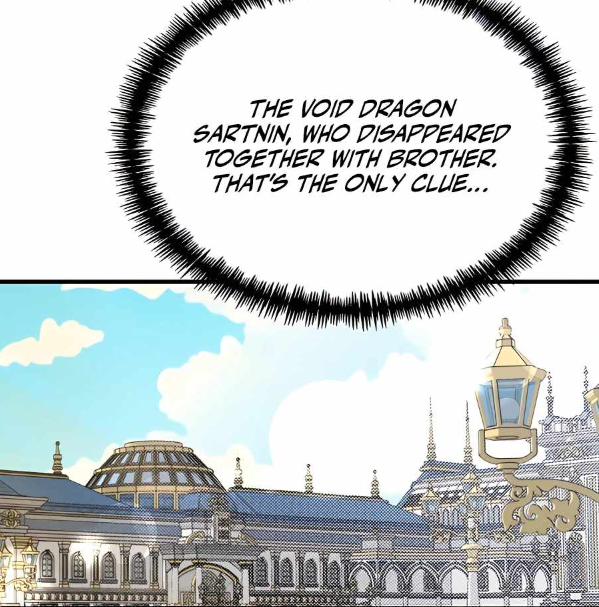 THE VOID DRAGON
SARTNIN, WHO DISAPPEARED
TOGETHER WITH BROTHER.
THAT'S THE ONLY CLUE...